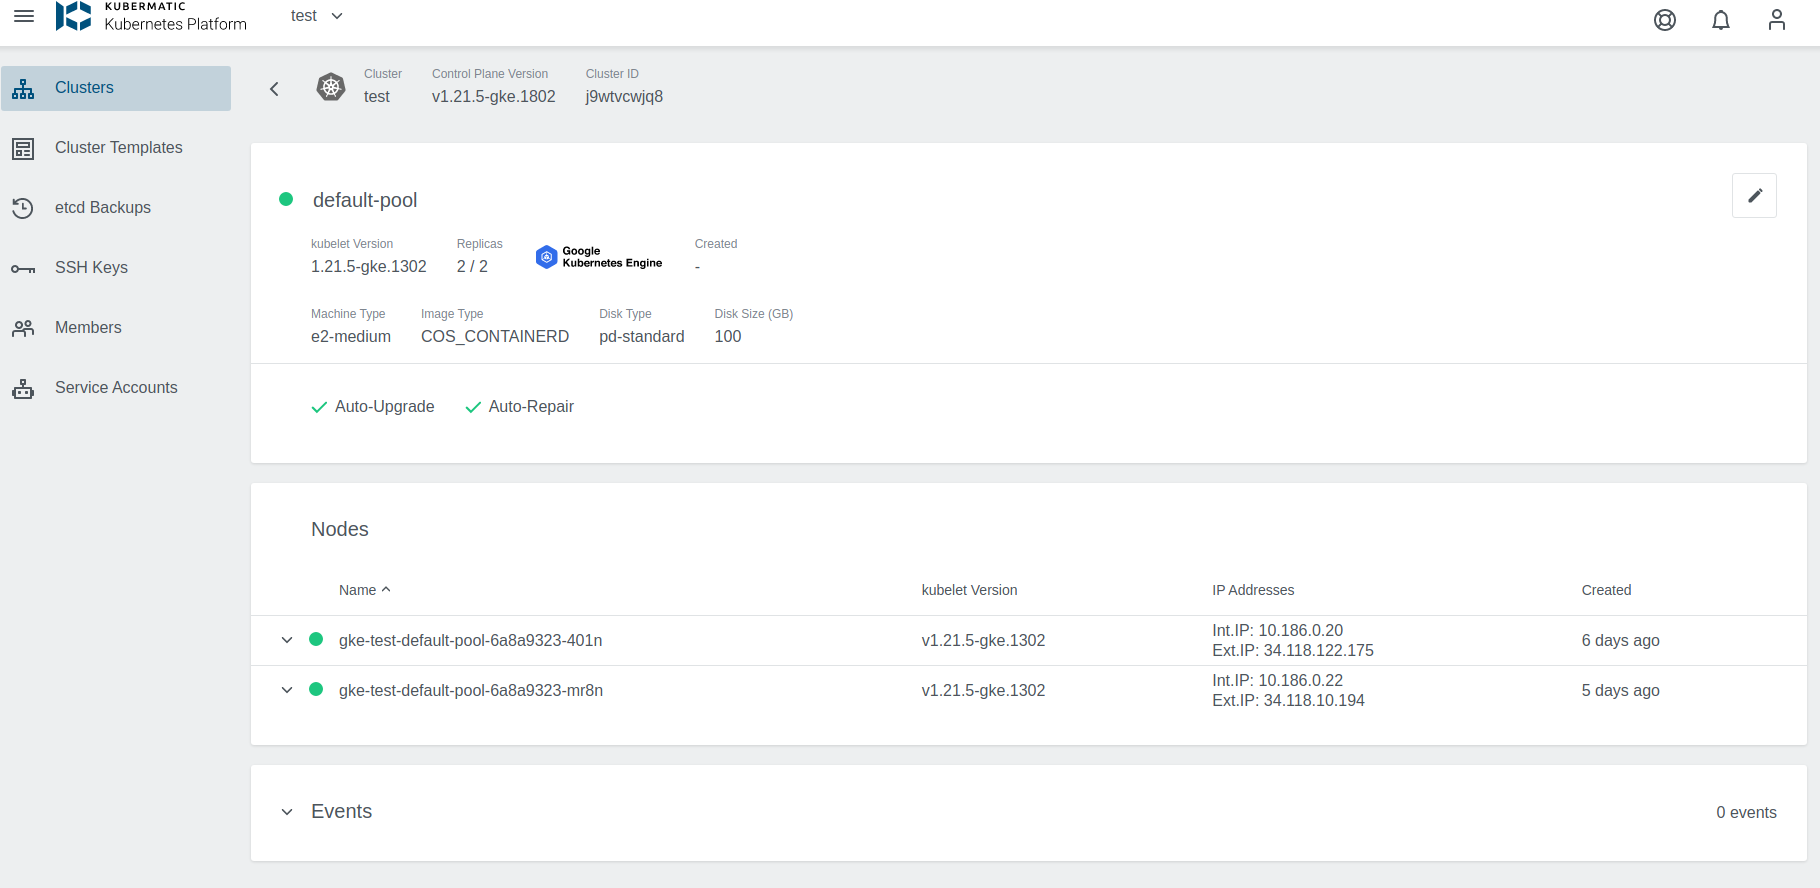 KUBERMATIC
Kubernetes Platform
test
Clusters
Cluster Templates
etcd Backups
SSH Keys
Members
Service Accounts
Cluster Control Plane Version Cluster ID
test v1.21.5-gke.1802 j9wtvcwjq8
default-pool
kubelet Version Replicas Google Kubernetes Engine Created
1.21.5-gke.1302 2 / 2 -
Machine Type Image Type Disk Type Disk Size (GB)
e2-medium COS_CONTAINERD pd-standard 100
Auto-Upgrade Auto-Repair
Nodes
Name kubelet Version IP Addresses Created
gke-test-default-pool-6a8a9323-401n v1.21.5-gke.1302 Int.IP: 10.186.0.20 6 days ago
Ext.IP: 34.118.122.175
gke-test-default-pool-6a8a9323-mr8n v1.21.5-gke.1302 Int.IP: 10.186.0.22 5 days ago
Ext.IP: 34.118.10.194
Events 0 events